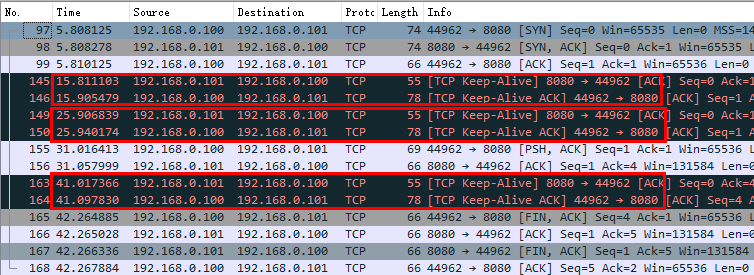 No. Time Source Destination Proto Length Info
97 5.808125 192.168.0.100 192.168.0.101 TCP 74 44962 → 8080 [SYN] Seq=0 Win=65535 Len=0 MSS=14
98 5.808278 192.168.0.101 192.168.0.100 TCP 74 8080 → 44962 [SYN, ACK] Seq=0 Ack=1 Win=65535 L
99 5.810125 192.168.0.100 192.168.0.101 TCP 66 44962 → 8080 [ACK] Seq=1 Ack=1 Win=65536 Len=0
145 15.811103 192.168.0.101 192.168.0.100 TCP 55 [TCP Keep-Alive] 8080 → 44962 [ACK] Seq=0 Ack=1
146 15.905479 192.168.0.100 192.168.0.101 TCP 78 [TCP Keep-Alive ACK] 44962 → 8080 [ACK] Seq=1 A
149 25.906839 192.168.0.101 192.168.0.100 TCP 55 [TCP Keep-Alive] 8080 → 44962 [ACK] Seq=0 Ack=1
150 25.940174 192.168.0.100 192.168.0.101 TCP 78 [TCP Keep-Alive ACK] 44962 → 8080 [ACK] Seq=1 A
155 31.016413 192.168.0.100 192.168.0.101 TCP 69 44962 → 8080 [PSH, ACK] Seq=1 Ack=1 Win=65536 L
156 31.057999 192.168.0.101 192.168.0.100 TCP 66 8080 → 44962 [ACK] Seq=1 Ack=4 Win=131584 Len=0
163 41.017366 192.168.0.101 192.168.0.100 TCP 55 [TCP Keep-Alive] 8080 → 44962 [ACK] Seq=0 Ack=4
164 41.097830 192.168.0.100 192.168.0.101 TCP 78 [TCP Keep-Alive ACK] 44962 → 8080 [ACK] Seq=4 A
165 42.264885 192.168.0.100 192.168.0.101 TCP 66 44962 → 8080 [FIN, ACK] Seq=4 Ack=1 Win=65536 L
166 42.265028 192.168.0.101 192.168.0.100 TCP 66 8080 → 44962 [ACK] Seq=1 Ack=5 Win=131584 Len=0
167 42.266336 192.168.0.101 192.168.0.100 TCP 66 8080 → 44962 [FIN, ACK] Seq=1 Ack=5 Win=131584
168 42.267884 192.168.0.100 192.168.0.101 TCP 66 44962 → 8080 [ACK] Seq=5 Ack=2 Win=65536 Len=0